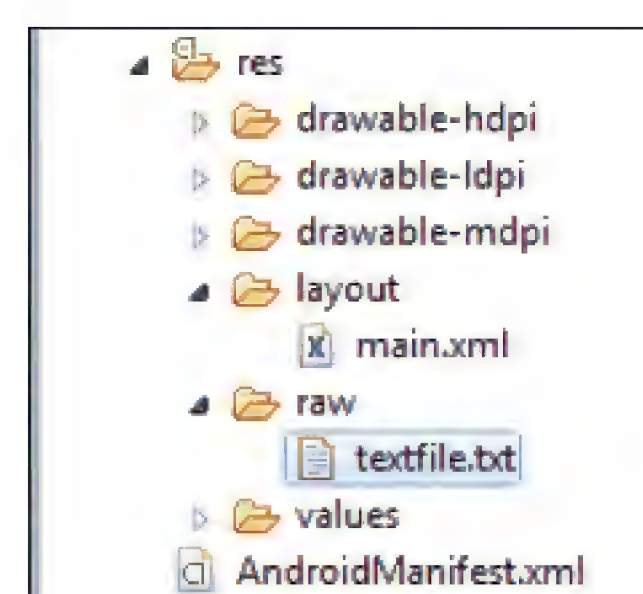 res
drawable-hdpi
drawable-ldpi
drawable-mdpi
layout
main.xml
raw
textfile.txt
values
AndroidManifest.xml